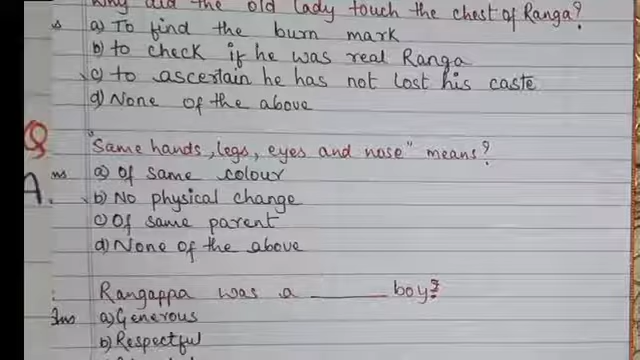 Why did the old lady touch the chest of Ranga?
a) To find the burn mark
b) to check if he was real Ranga
c) to ascertain he has not lost his caste
d) None of the above
Q "Same hands, legs, eyes and nose" means?
Ans a) Of same colour
b) No physical change
c) Of same parent
d) None of the above
Rangappa was a ______ boy?
Ans a) Generous
b) Respectful